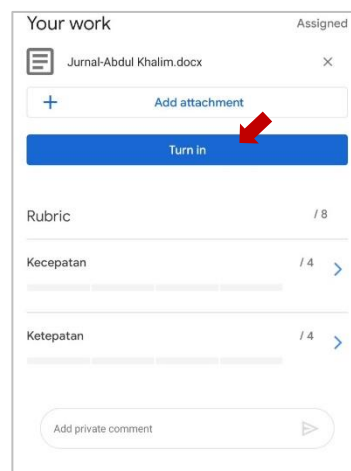 Your work Assigned
Jurnal-Abdul Khalim.docx
Add attachment
Turn in
Rubric / 8
Kecepatan / 4
Ketepatan / 4
Add private comment